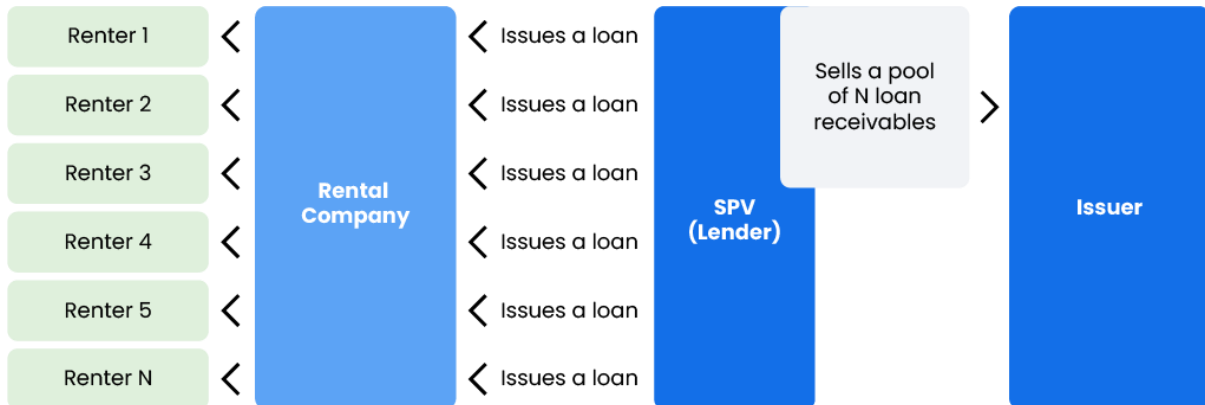 Renter 1
Issues a loan
Renter 2
Issues a loan
Renter 3
Issues a loan
Renter 4
Issues a loan
Renter 5
Issues a loan
Renter N
Issues a loan
Rental
Company
SPV
(Lender)
Sells a pool
of N loan
receivables
Issuer